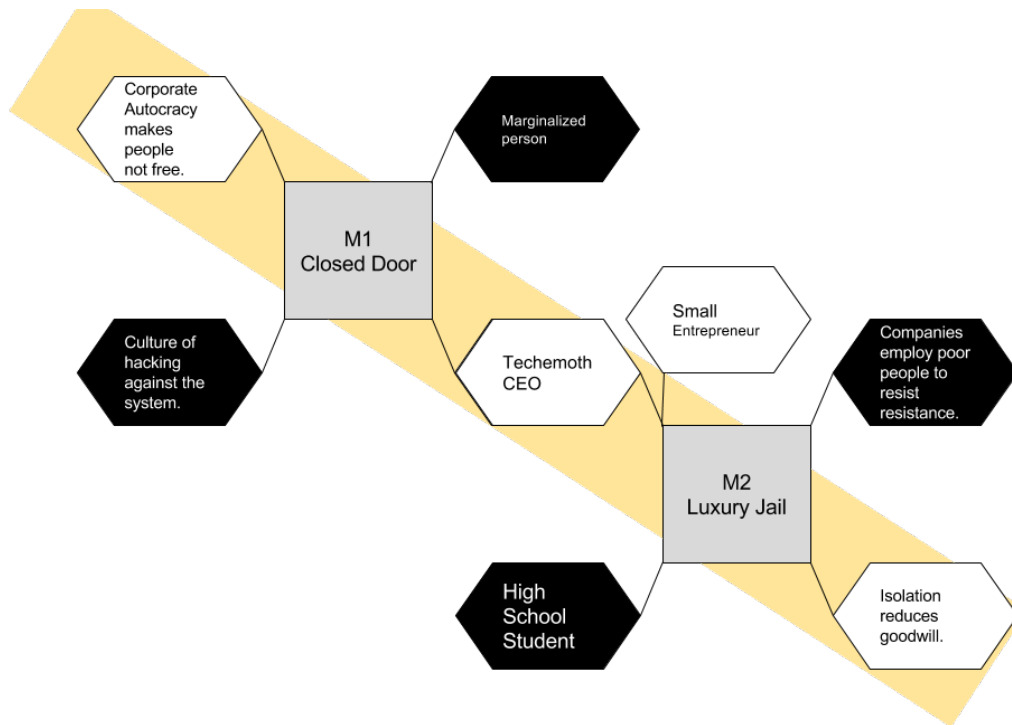 Corporate
Autocracy
makes
people
not free.
Marginalized
person
M1
Closed Door
Small
Entrepreneur
Culture of
hacking
against the
system.
Techemoth
CEO
Companies
employ poor
people to
resist
resistance.
M2
Luxury Jail
High
School
Student
Isolation
reduces
goodwill.